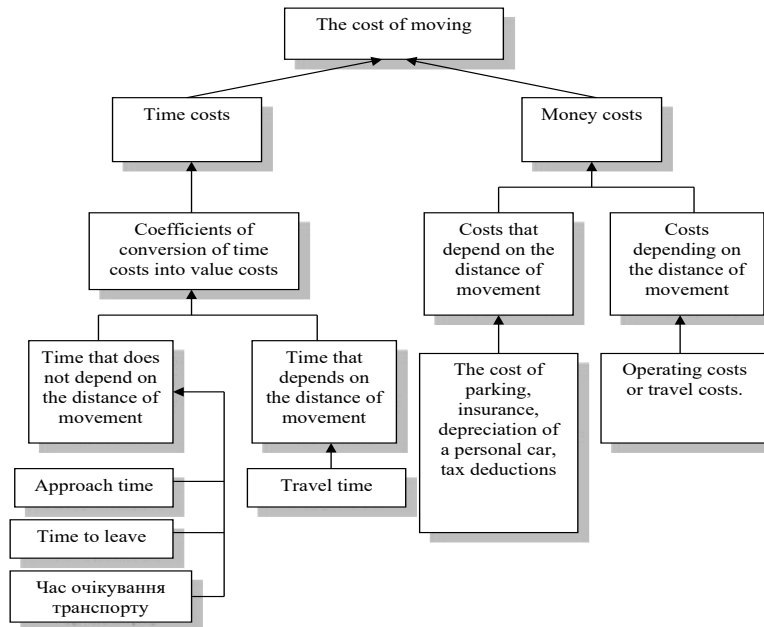 The cost of moving
Time costs
Money costs
Coefficients of
conversion of time
costs into value costs
Costs that
depend on the
distance of
movement
Costs
depending on
the distance of
movement
Time that does
not depend on
the distance of
movement
Time that
depends on
the distance of
movement
The cost of
parking,
insurance,
depreciation of
a personal car,
tax deductions
Operating costs
or travel costs.
Approach time
Travel time
Time to leave
Час очікування
транспорту